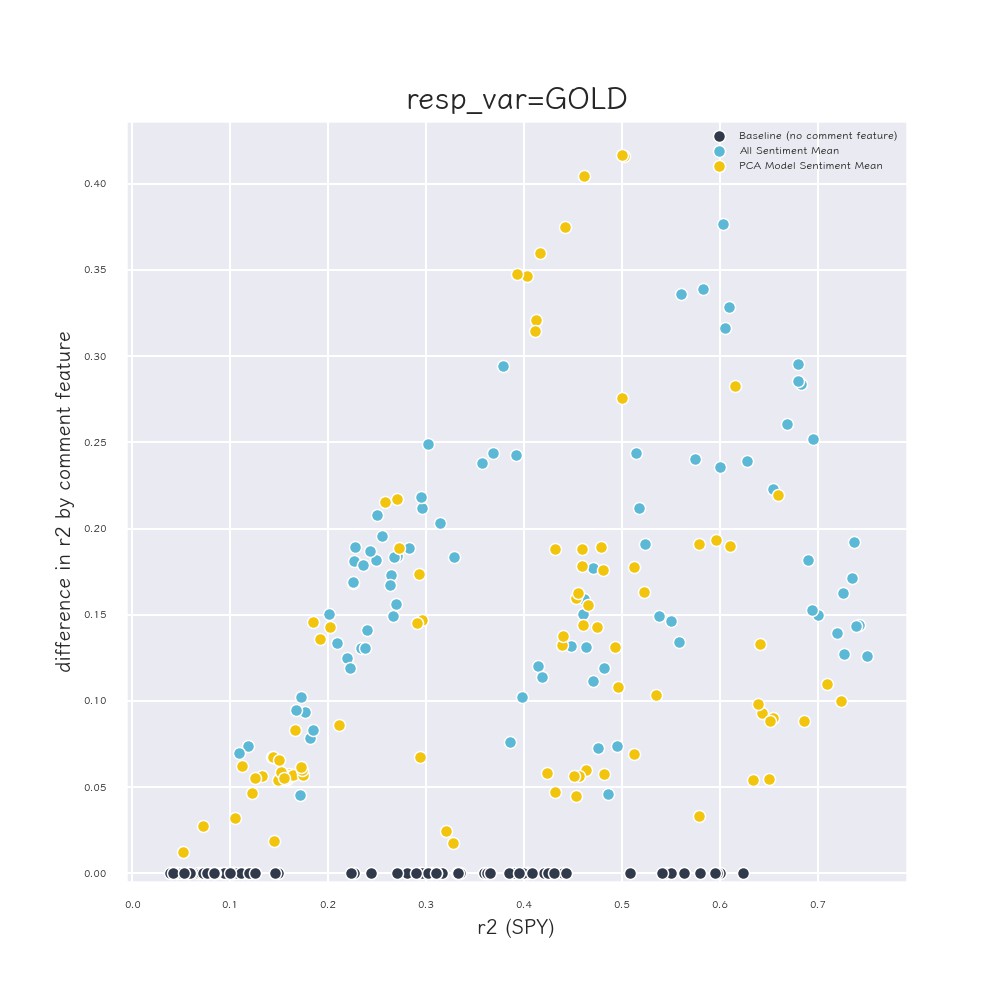 resp_var=GOLD
Baseline (no comment feature)
All Sentiment Mean
PCA Model Sentiment Mean
0.40
0.35
0.30
0.25
0.20
0.15
0.10
0.05
0.00
difference in r2 by comment feature
0.0 0.1 0.2 0.3 0.4 0.5 0.6 0.7
r2 (SPY)